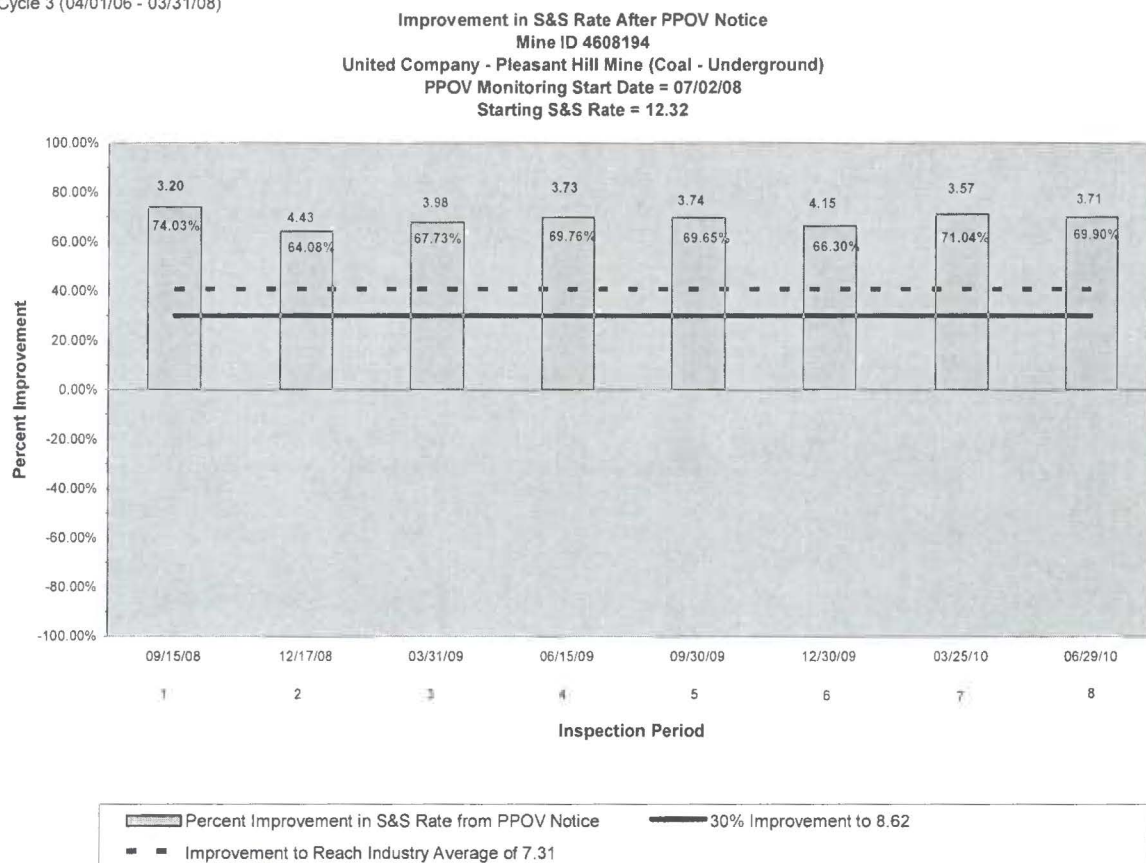 Cycle 3 (04/01/06 - 03/31/08)
Improvement in S&S Rate After PPOV Notice
Mine ID 4608194
United Company - Pleasant Hill Mine (Coal - Underground)
PPOV Monitoring Start Date = 07/02/08
Starting S&S Rate = 12.32
100.00%
80.00%
60.00%
40.00%
20.00%
0.00%
-20.00%
-40.00%
-60.00%
-80.00%
-100.00%
Percent Improvement
3.20 4.43 3.98 3.73 3.74 4.15 3.57 3.71
74.03% 64.08% 67.73% 69.76% 69.65% 66.30% 71.04% 69.90%
09/15/08 12/17/08 03/31/09 06/15/09 09/30/09 12/30/09 03/25/10 06/29/10
1 2 3 4 5 6 7 8
Inspection Period
Percent Improvement in S&S Rate from PPOV Notice 30% Improvement to 8.62
Improvement to Reach Industry Average of 7.31